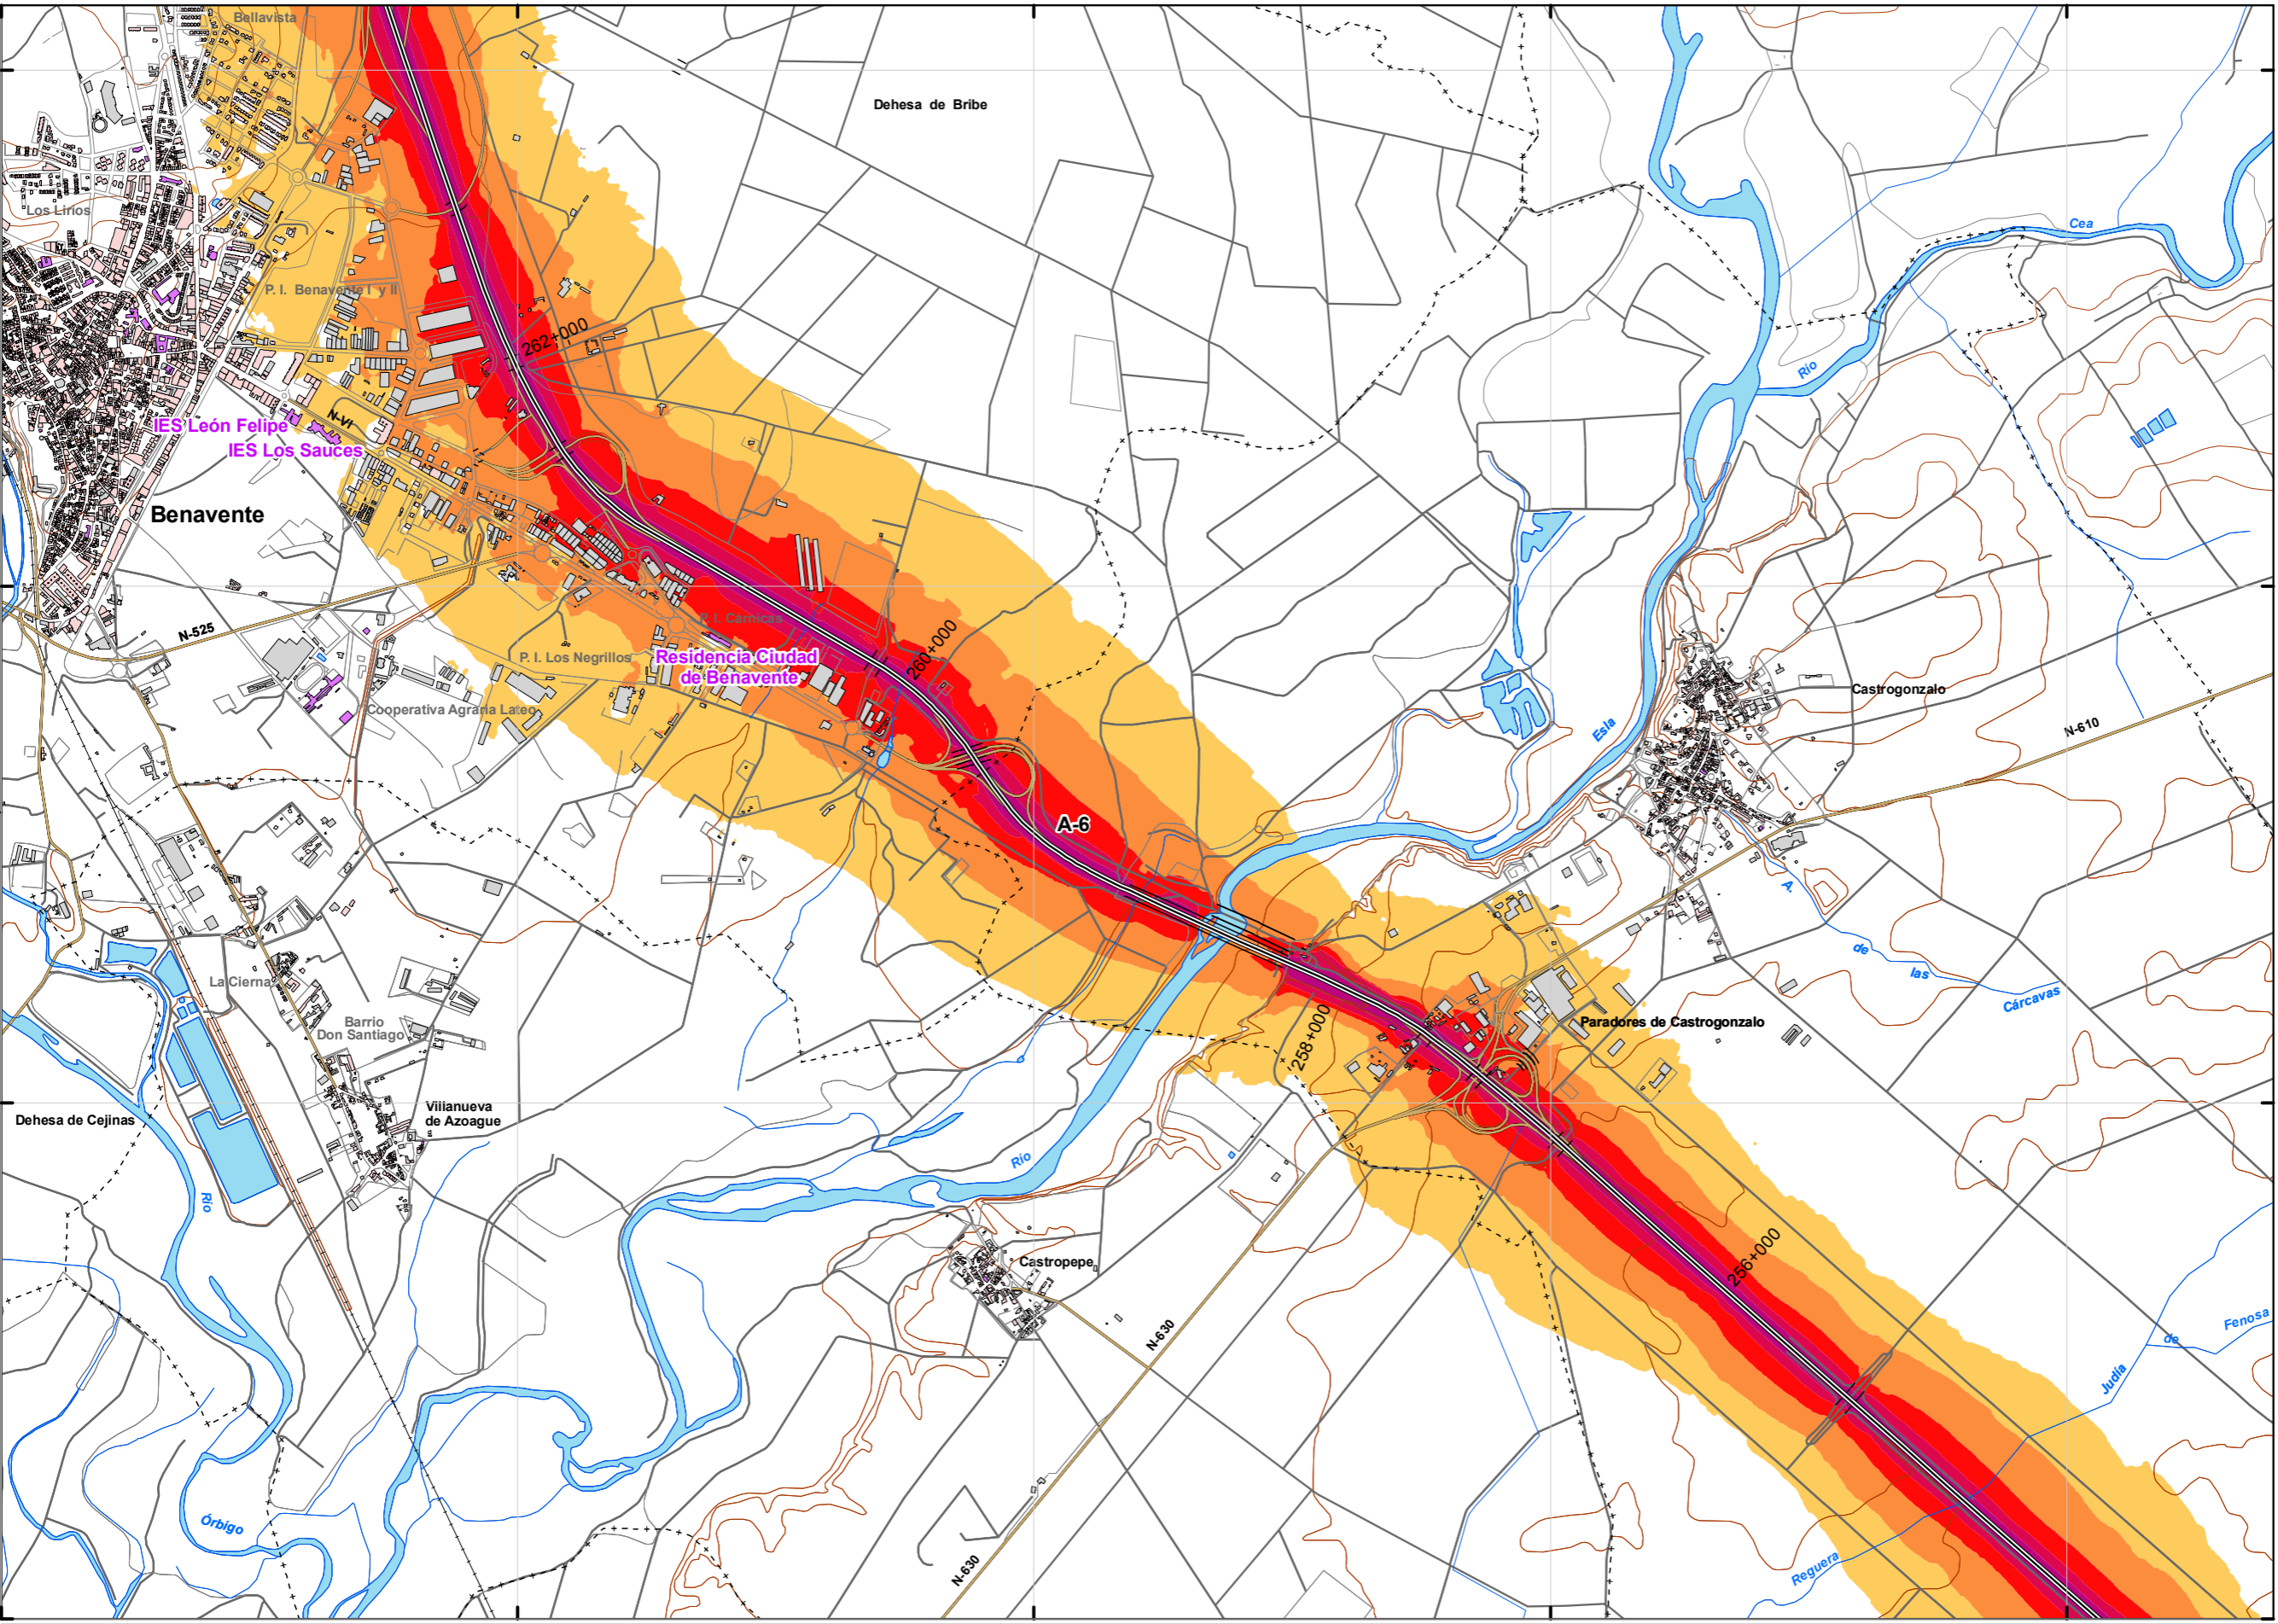 Bellavista
Dehesa de Bribe
Los Lirios
Cea
P. I. Benavente I y II
262+000
Río
N-VI
IES León Felipe
IES Los Sauces
Benavente
N-525
P. I. Carnicas
260+000
P. I. Los Negrillos
Residencia Ciudad
de Benavente
Castrogonzalo
Cooperativa Agraria Lateo
Esla
N-610
A-6
A.
de
las
Cárcavas
La Cierna
Barrio
Don Santiago
258+000
Paradores de Castrogonzalo
Dehesa de Cejinas
Villanueva
de Azoague
Río
Río
Castropepe
256+000
N-630
Fenosa
de
Judía
Órbigo
N-630
Reguera